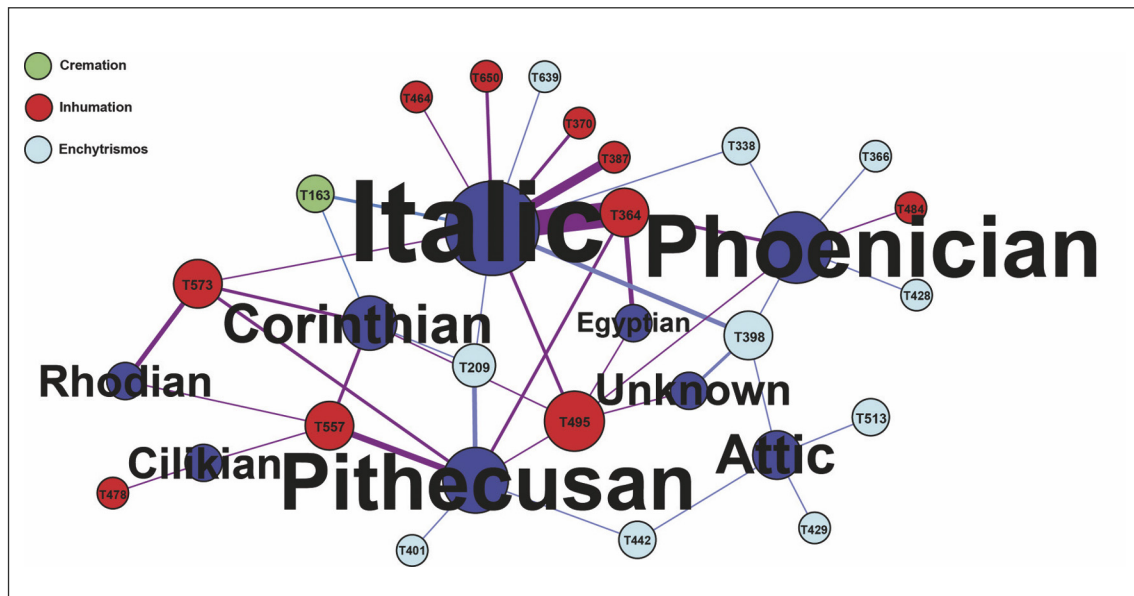 Cremation
Inhumation
Enchytrismos
T650
T639
T464
T370
T387
T338
T366
T163
T364
T484
Italic
Phoenician
T573
T428
Corinthian
Egyptian
T398
T209
Rhodian
Unknown
T557
T495
T513
Attic
Cilikian
Pithecusan
T478
T429
T442
T401